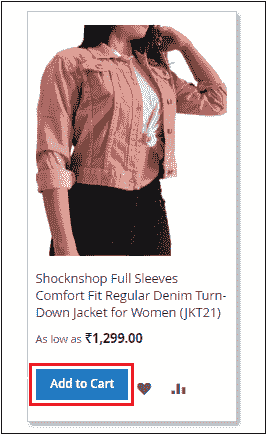 Shocknshop Full Sleeves
Comfort Fit Regular Denim Turn-
Down Jacket for Women (JKT21)
As low as ₹1,299.00
Add to Cart